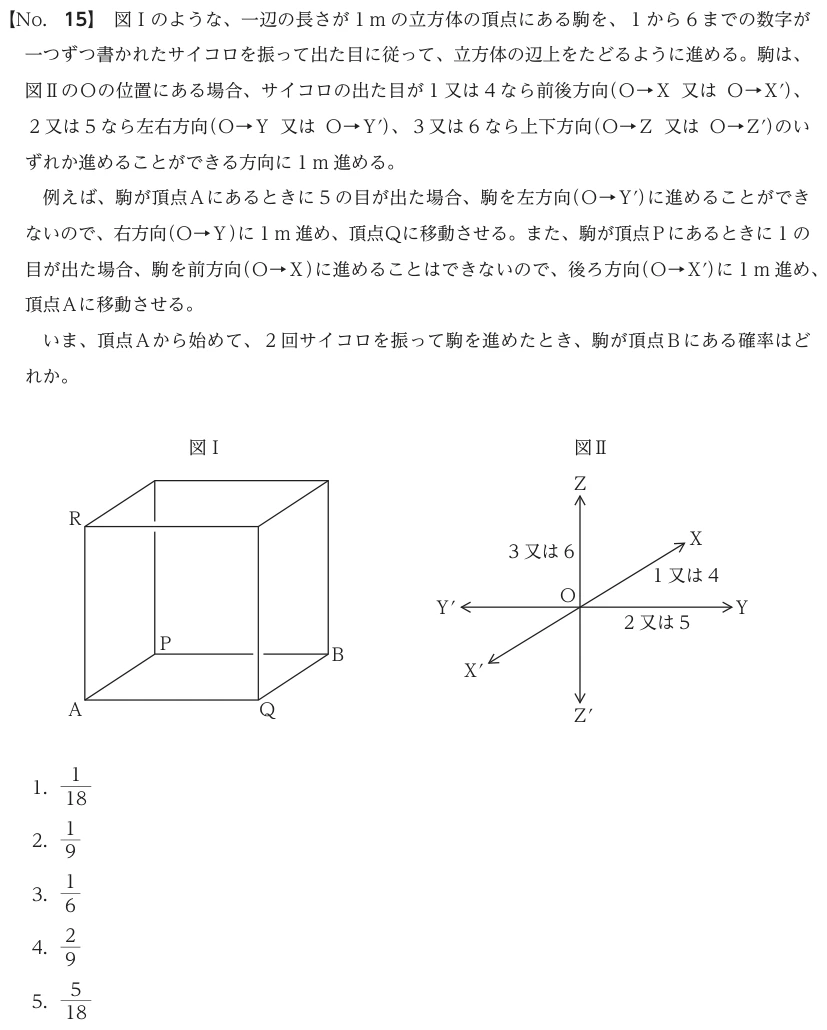 【No. 15】 図Ⅰのような、一辺の長さが1mの立方体の頂点にある駒を、1から6までの数字が
一つずつ書かれたサイコロを振って出た目に従って、立方体の辺上をたどるように進める。駒は、
図ⅡのOの位置にある場合、サイコロの出た目が1又は4なら前後方向(O→X 又は O→X′)、
2又は5なら左右方向(O→Y 又は O→Y′)、3又は6なら上下方向(O→Z 又は O→Z′)のい
ずれか進めることができる方向に1m進める。
例えば、駒が頂点Aにあるときに5の目が出た場合、駒を左方向(O→Y′)に進めることができ
ないので、右方向(O→Y)に1m進め、頂点Qに移動させる。また、駒が頂点Pにあるときに1の
目が出た場合、駒を前方向(O→X)に進めることはできないので、後ろ方向(O→X′)に1m進め、
頂点Aに移動させる。
いま、頂点Aから始めて、2回サイコロを振って駒を進めたとき、駒が頂点Bにある確率はど
れか。
図Ⅰ
R
P
B
A
Q
図Ⅱ
Z
X
3又は6
1又は4
O
Y′
Y
2又は5
X′
Z′
1. 1/18
2. 1/9
3. 1/6
4. 2/9
5. 5/18